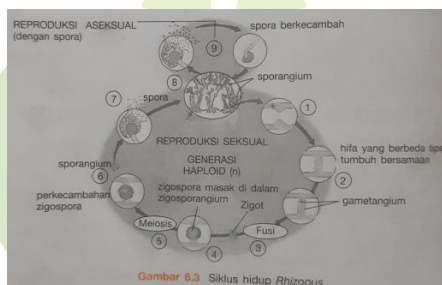 REPRODUKSI ASEKSUAL
(dengan spora)
spora berkecambah
9
8
sporangium
7
spora
1
REPRODUKSI SEKSUAL
GENERASI
HAPLOID (n)
hifa yang berbeda tipe
tumbuh bersamaan
2
sporangium
6
perkecambahan
zigospora
zigospora masak di dalam
zigosporangium
Zigot
gametangium
Meiosis
5
4
3
Fusi
Gambar 6.3 Siklus hidup Rhizopus